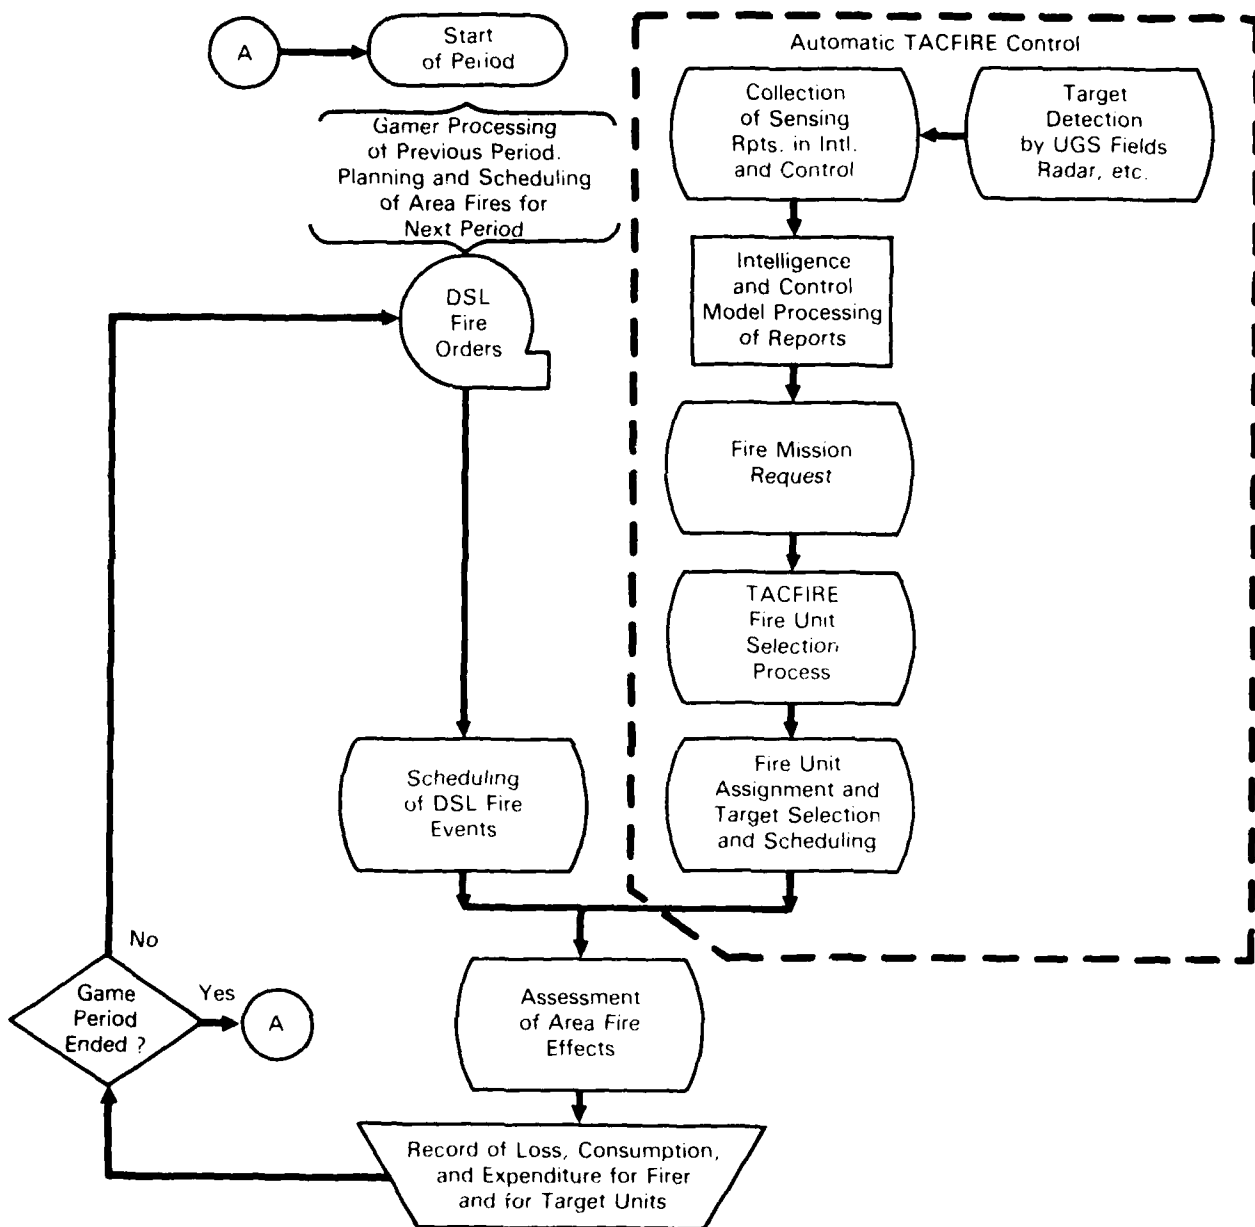 A
Start
of Period
Gamer Processing
of Previous Period.
Planning and Scheduling
of Area Fires for
Next Period
DSL
Fire
Orders
Scheduling
of DSL Fire
Events
Automatic TACFIRE Control
Collection
of Sensing
Rpts. in Intl.
and Control
Target
Detection
by UGS Fields
Radar, etc.
Intelligence
and Control
Model Processing
of Reports
Fire Mission
Request
TACFIRE
Fire Unit
Selection
Process
Fire Unit
Assignment and
Target Selection
and Scheduling
Assessment
of Area Fire
Effects
Record of Loss, Consumption,
and Expenditure for Firer
and for Target Units
Game
Period
Ended ?
No
Yes
A